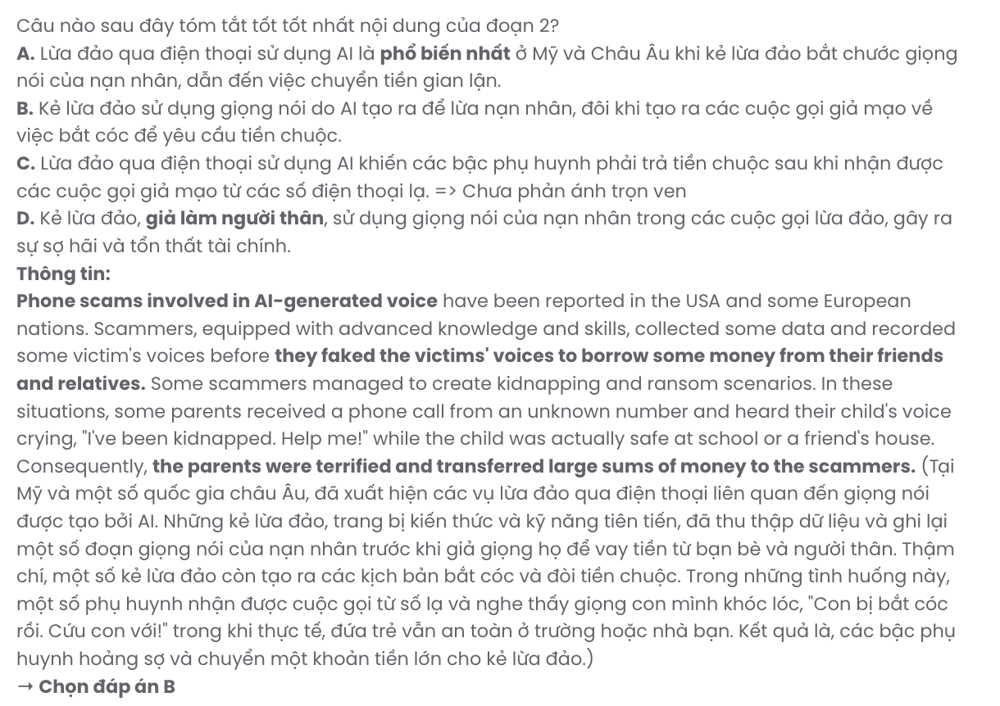 Câu nào sau đây tóm tắt tốt tốt nhất nội dung của đoạn 2?
A. Lừa đảo qua điện thoại sử dụng AI là phổ biến nhất ở Mỹ và Châu Âu khi kẻ lừa đảo bắt chước giọng
nói của nạn nhân, dẫn đến việc chuyển tiền gian lận.
B. Kẻ lừa đảo sử dụng giọng nói do AI tạo ra để lừa nạn nhân, đôi khi tạo ra các cuộc gọi giả mạo về
việc bắt cóc để yêu cầu tiền chuộc.
C. Lừa đảo qua điện thoại sử dụng AI khiến các bậc phụ huynh phải trả tiền chuộc sau khi nhận được
các cuộc gọi giả mạo từ các số điện thoại lạ. => Chưa phản ánh trọn ven
D. Kẻ lừa đảo, giả làm người thân, sử dụng giọng nói của nạn nhân trong các cuộc gọi lừa đảo, gây ra
sự sợ hãi và tổn thất tài chính.
Thông tin:
Phone scams involved in AI-generated voice have been reported in the USA and some European
nations. Scammers, equipped with advanced knowledge and skills, collected some data and recorded
some victim's voices before they faked the victims' voices to borrow some money from their friends
and relatives. Some scammers managed to create kidnapping and ransom scenarios. In these
situations, some parents received a phone call from an unknown number and heard their child's voice
crying, "I've been kidnapped. Help me!" while the child was actually safe at school or a friend's house.
Consequently, the parents were terrified and transferred large sums of money to the scammers. (Tại
Mỹ và một số quốc gia châu Âu, đã xuất hiện các vụ lừa đảo qua điện thoại liên quan đến giọng nói
được tạo bởi AI. Những kẻ lừa đảo, trang bị kiến thức và kỹ năng tiên tiến, đã thu thập dữ liệu và ghi lại
một số đoạn giọng nói của nạn nhân trước khi giả giọng họ để vay tiền từ bạn bè và người thân. Thậm
chí, một số kẻ lừa đảo còn tạo ra các kịch bản bắt cóc và đòi tiền chuộc. Trong những tình huống này,
một số phụ huynh nhận được cuộc gọi từ số lạ và nghe thấy giọng con mình khóc lóc, "Con bị bắt cóc
rồi. Cứu con với!" trong khi thực tế, đứa trẻ vẫn an toàn ở trường hoặc nhà bạn. Kết quả là, các bậc phụ
huynh hoảng sợ và chuyển một khoản tiền lớn cho kẻ lừa đảo.)
→ Chọn đáp án B